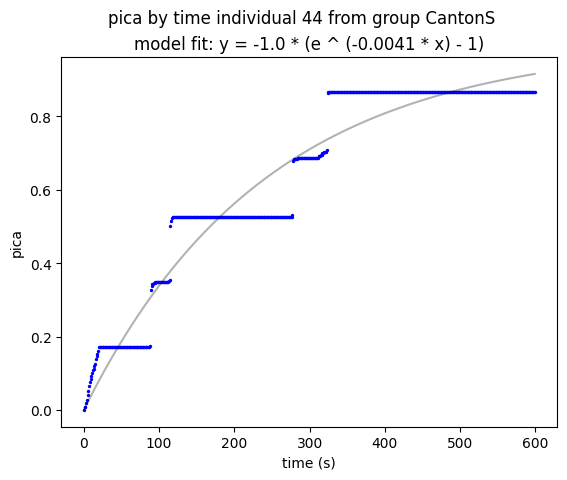 pica by time individual 44 from group CantonS
model fit: y = -1.0 * (e ^ (-0.0041 * x) - 1)
0.8
0.6
0.4
0.2
0.0
pica
0 100 200 300 400 500 600
time (s)